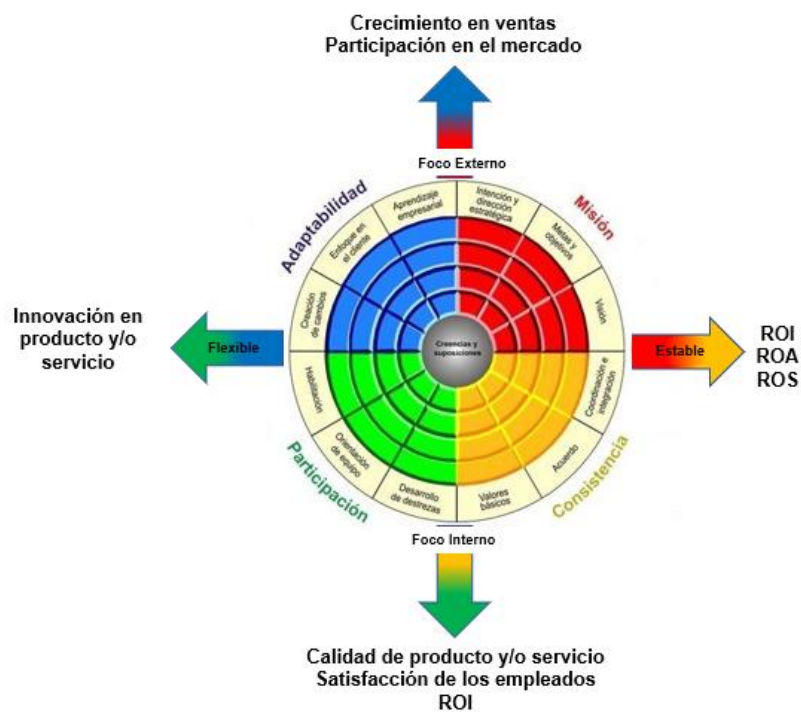 Crecimiento en ventas
Participación en el mercado
Foco Externo
Adaptabilidad
Misión
Creación
de cambios
Enfoque en
el cliente
Aprendizaje
empresarial
Intención y
dirección
estratégica
Metas y
objetivos
Visión
Innovación en
producto y/o
servicio
Flexible
Creencias y
suposiciones
Estable
ROI
ROA
ROS
Habilitación
Orientación
de equipo
Desarrollo
de destrezas
Valores
básicos
Acuerdo
Coordinación e
integración
Participación
Consistencia
Foco Interno
Calidad de producto y/o servicio
Satisfacción de los empleados
ROI